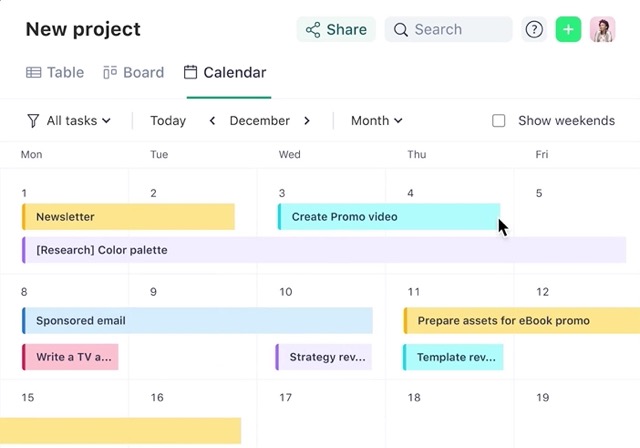 New project
Share
Search
?
Table
Board
Calendar
All tasks
Today
December
Month
Show weekends
Mon Tue Wed Thu Fri
1 2 3 4 5
Newsletter
Create Promo video
[Research] Color palette
8 9 10 11 12
Sponsored email
Prepare assets for eBook promo
Write a TV a...
Strategy rev...
Template rev...
15 16 17 18 19